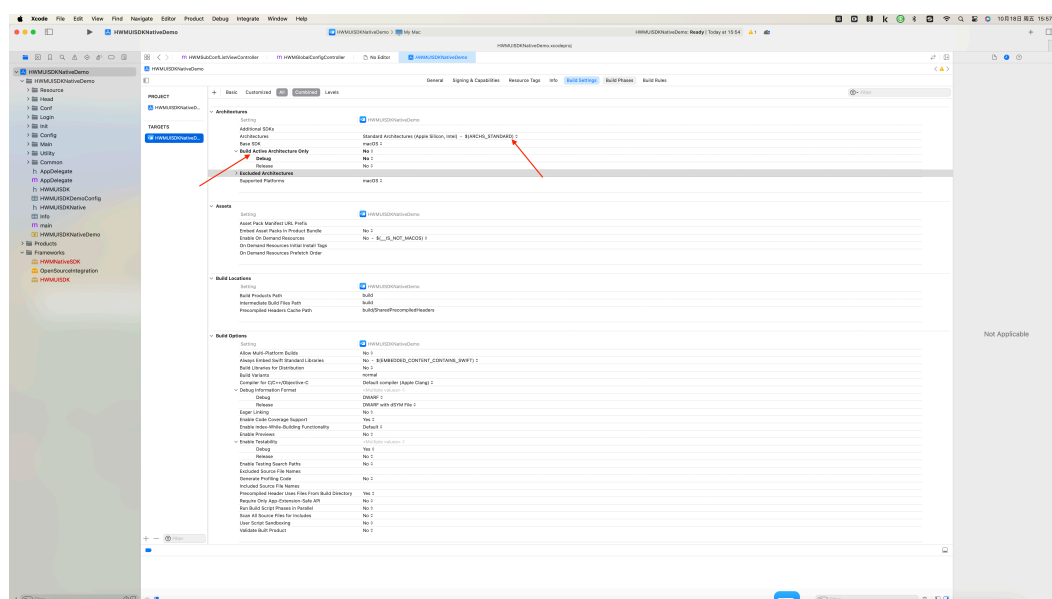 Xcode File Edit View Find Navigate Editor Product Debug Integrate Window Help 10月18日 周五 15:57
HWMUISDKNativeDemo HWMUISDKNativeDemo My Mac HWMUISDKNativeDemo: Ready | Today at 15:54 1
HWMUISDKNativeDemo.xcodeproj
HWMSubConfListViewController HWMGlobalConfigController No Editor HWMUISDKNativeDemo
HWMUISDKNativeDemo
General Signing & Capabilities Resource Tags Info Build Settings Build Phases Build Rules
Basic Customized All Combined Levels Filter
HWMUISDKNativeDemo
HWMUISDKNativeDemo
Resource
Head
Conf
Login
Init
Config
Main
Utility
Common
AppDelegate
AppDelegate
HWMUISDK
HWMUISDKDemoConfig
HWMUISDKNative
Info
main
HWMUISDKNativeDemo
Products
Frameworks
HWMNativeSDK
OpenSourceIntegration
HWMUISDK
PROJECT
HWMUISDKNativeD...
TARGETS
HWMUISDKNativeD...
Filter
Architectures
Setting HWMUISDKNativeDemo
Additional SDKs
Architectures Standard Architectures (Apple Silicon, Intel) - $(ARCHS_STANDARD)
Base SDK macOS
Build Active Architecture Only No
Debug No
Release No
Excluded Architectures
Supported Platforms macOS
Assets
Setting HWMUISDKNativeDemo
Asset Pack Manifest URL Prefix
Embed Asset Packs In Product Bundle No
Enable On Demand Resources No - $(__IS_NOT_MACOS)
On Demand Resources Initial Install Tags
On Demand Resources Prefetch Order
Build Locations
Setting HWMUISDKNativeDemo
Build Products Path build
Intermediate Build Files Path build
Precompiled Headers Cache Path build/SharedPrecompiledHeaders
Build Options
Setting HWMUISDKNativeDemo
Allow Multi-Platform Builds No
Always Embed Swift Standard Libraries No - $(EMBEDDED_CONTENT_CONTAINS_SWIFT)
Build Libraries for Distribution No
Build Variants normal
Compiler for C/C++/Objective-C Default compiler (Apple Clang)
Debug Information Format <Multiple values>
Debug DWARF
Release DWARF with dSYM File
Eager Linking No
Enable Code Coverage Support Yes
Enable Index-While-Building Functionality Default
Enable Previews No
Enable Testability <Multiple values>
Debug Yes
Release No
Enable Testing Search Paths No
Excluded Source File Names
Generate Profiling Code No
Included Source File Names
Precompiled Header Uses Files From Build Directory Yes
Require Only App-Extension-Safe API No
Run Build Script Phases in Parallel No
Scan All Source Files for Includes No
User Script Sandboxing No
Validate Built Product No
Not Applicable